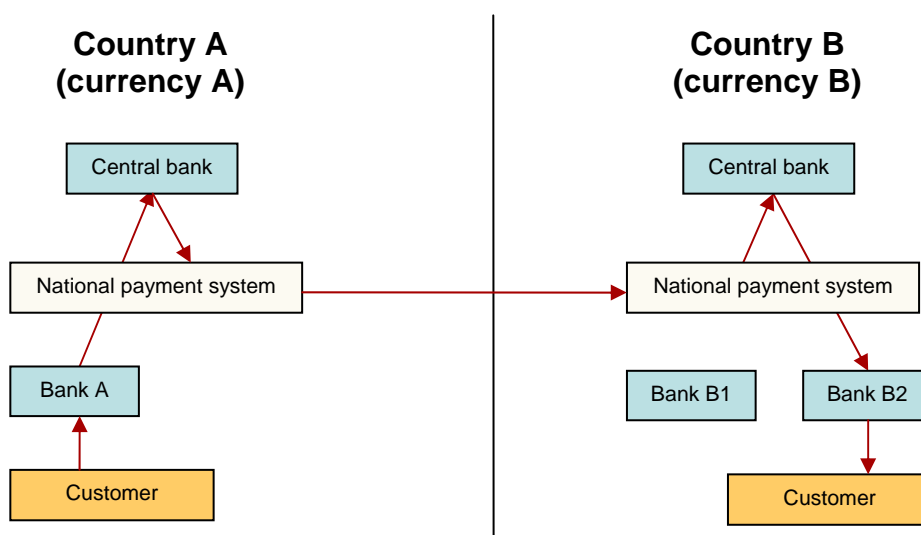 Country A
(currency A)
Central bank
National payment system
Bank A
Customer
Country B
(currency B)
Central bank
National payment system
Bank B1
Bank B2
Customer